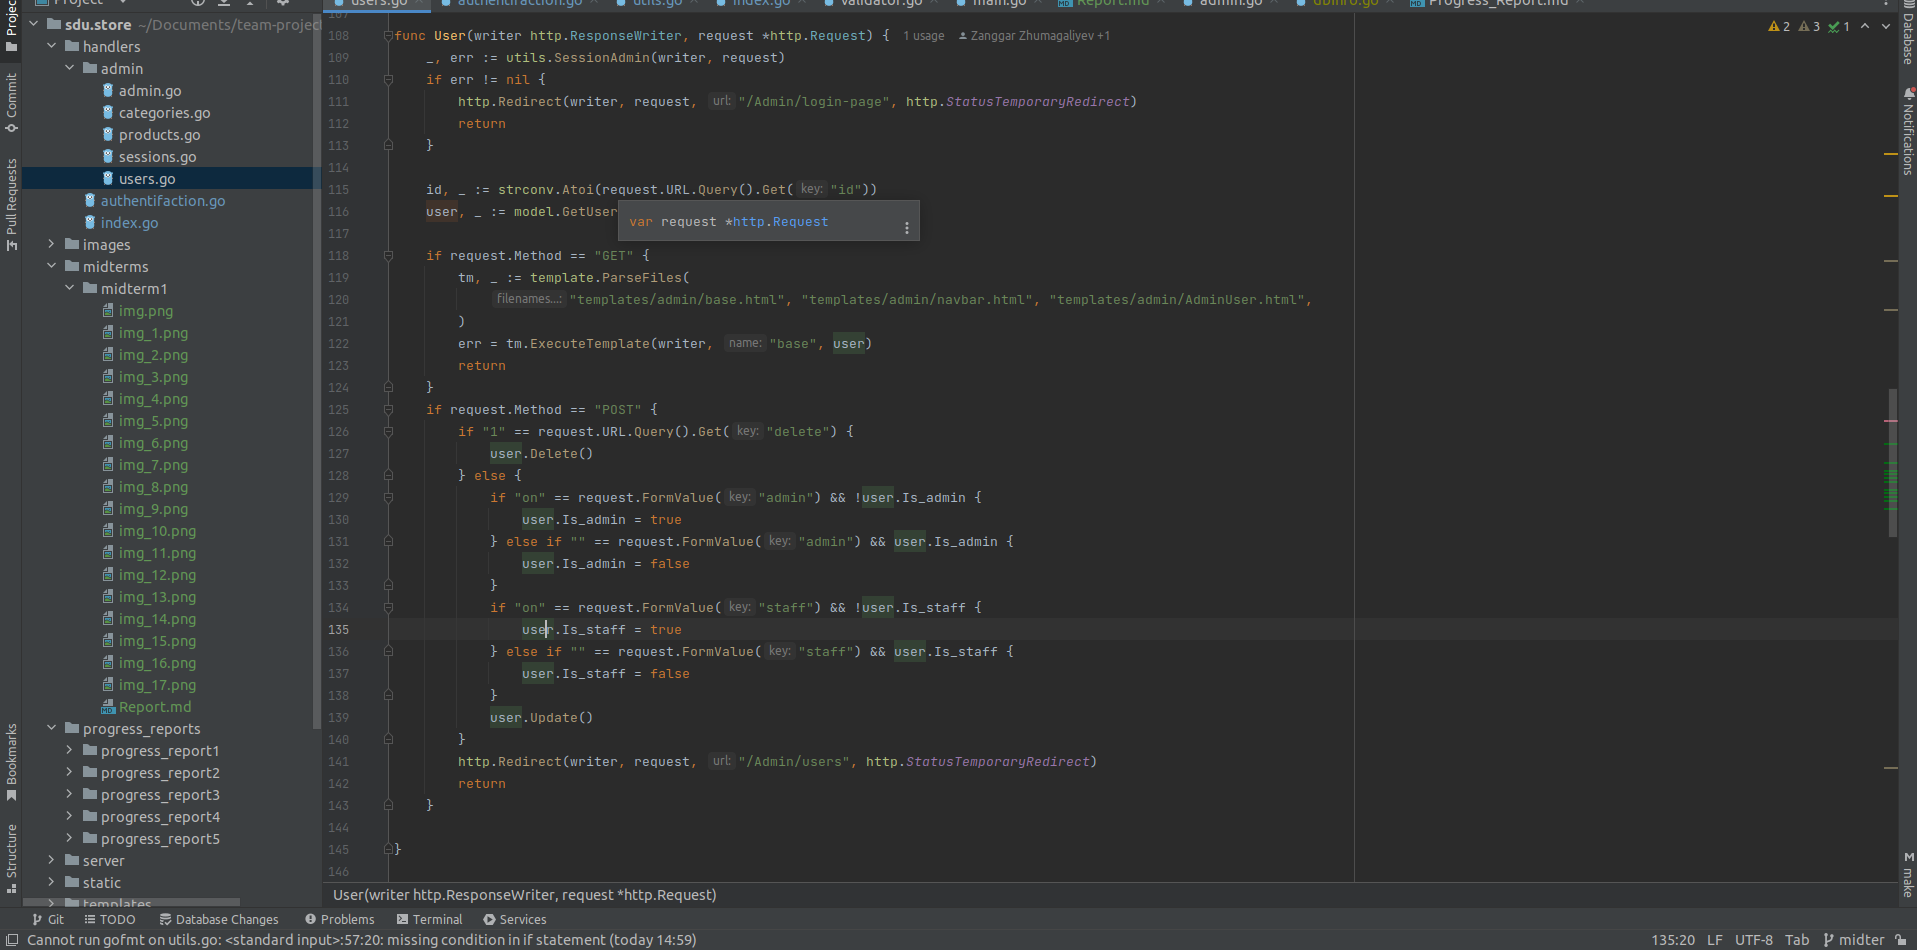 Project
users.go
authentifaction.go
utils.go
index.go
validator.go
main.go
Report.md
admin.go
dbinfo.go
Progress_Report.md
Project
Commit
Pull Requests
Bookmarks
Structure
sdu.store ~/Documents/team-project
handlers
admin
admin.go
categories.go
products.go
sessions.go
users.go
authentifaction.go
index.go
images
midterms
midterm1
img.png
img_1.png
img_2.png
img_3.png
img_4.png
img_5.png
img_6.png
img_7.png
img_8.png
img_9.png
img_10.png
img_11.png
img_12.png
img_13.png
img_14.png
img_15.png
img_16.png
img_17.png
Report.md
progress_reports
progress_report1
progress_report2
progress_report3
progress_report4
progress_report5
server
static
templates
107
108 func User(writer http.ResponseWriter, request *http.Request) { 1 usage Zanggar Zhumagaliyev +1
109 _, err := utils.SessionAdmin(writer, request)
110 if err != nil {
111 http.Redirect(writer, request, url: "/Admin/login-page", http.StatusTemporaryRedirect)
112 return
113 }
114
115 id, _ := strconv.Atoi(request.URL.Query().Get( key: "id"))
116 user, _ := model.GetUser
var request *http.Request
117
118 if request.Method == "GET" {
119 tm, _ := template.ParseFiles(
120 filenames...: "templates/admin/base.html", "templates/admin/navbar.html", "templates/admin/AdminUser.html",
121 )
122 err = tm.ExecuteTemplate(writer, name: "base", user)
123 return
124 }
125 if request.Method == "POST" {
126 if "1" == request.URL.Query().Get( key: "delete") {
127 user.Delete()
128 } else {
129 if "on" == request.FormValue( key: "admin") && !user.Is_admin {
130 user.Is_admin = true
131 } else if "" == request.FormValue( key: "admin") && user.Is_admin {
132 user.Is_admin = false
133 }
134 if "on" == request.FormValue( key: "staff") && !user.Is_staff {
135 user.Is_staff = true
136 } else if "" == request.FormValue( key: "staff") && user.Is_staff {
137 user.Is_staff = false
138 }
139 user.Update()
140 }
141 http.Redirect(writer, request, url: "/Admin/users", http.StatusTemporaryRedirect)
142 return
143 }
144
145 }
146
2 3 1
Database
Notifications
make
User(writer http.ResponseWriter, request *http.Request)
Git TODO Database Changes Problems Terminal Services
Cannot run gofmt on utils.go: <standard input>:57:20: missing condition in if statement (today 14:59)
135:20 LF UTF-8 Tab midter